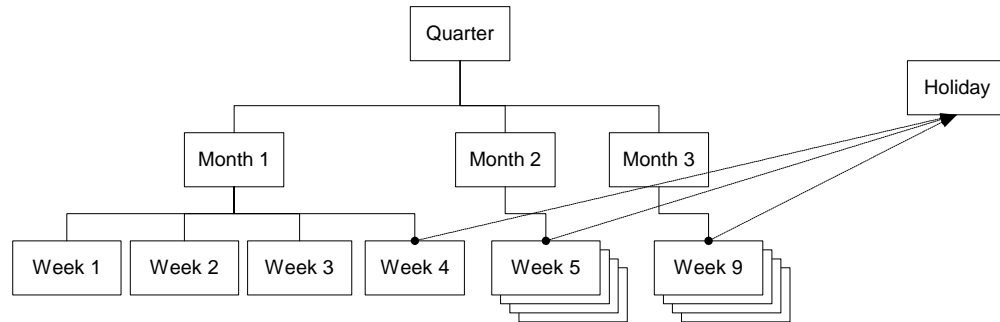 Quarter
Holiday
Month 1
Month 2
Month 3
Week 1
Week 2
Week 3
Week 4
Week 5
Week 9